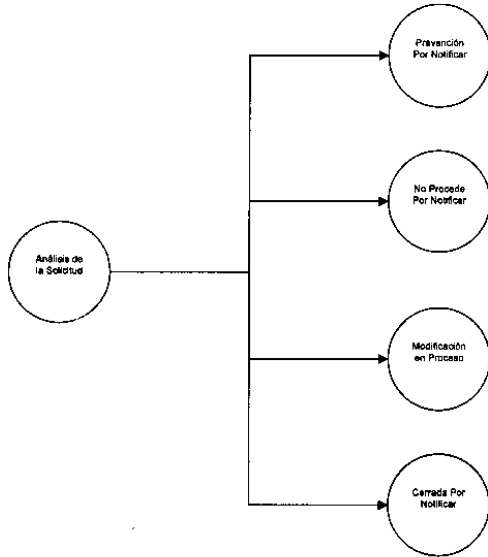 Prevención
Por Notificar
No Procede
Por Notificar
Análisis de
la Solicitud
Modificación
en Proceso
Cerrada Por
Notificar